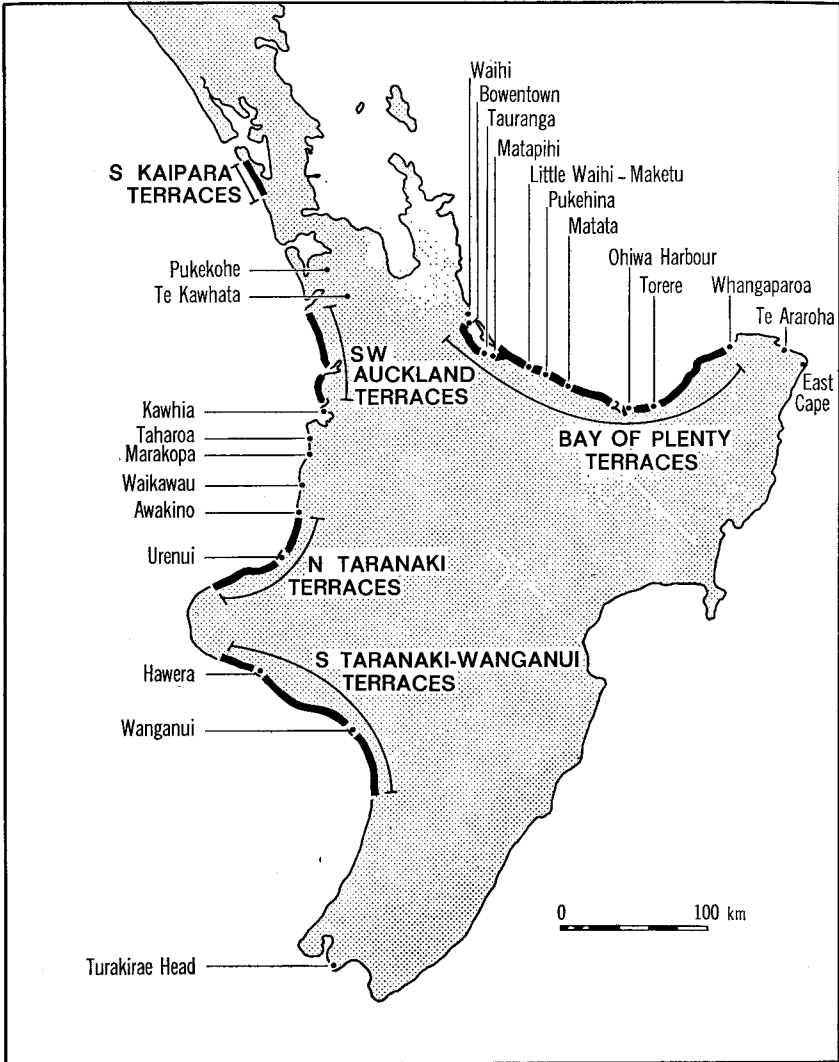 Waihi
Bowentown
Tauranga
Matapihi
Little Waihi – Maketu
Pukehina
Matata
Ohiwa Harbour
Torere
Whangaparoa
Te Araroha
East
Cape
S KAIPARA
TERRACES
Pukekohe
Te Kawhata
SW
AUCKLAND
TERRACES
BAY OF PLENTY
TERRACES
Kawhia
Taharoa
Marakopa
Waikawau
Awakino
Urenui
N TARANAKI
TERRACES
S TARANAKI-WANGANUI
TERRACES
Hawera
Wanganui
0 100 km
Turakirae Head